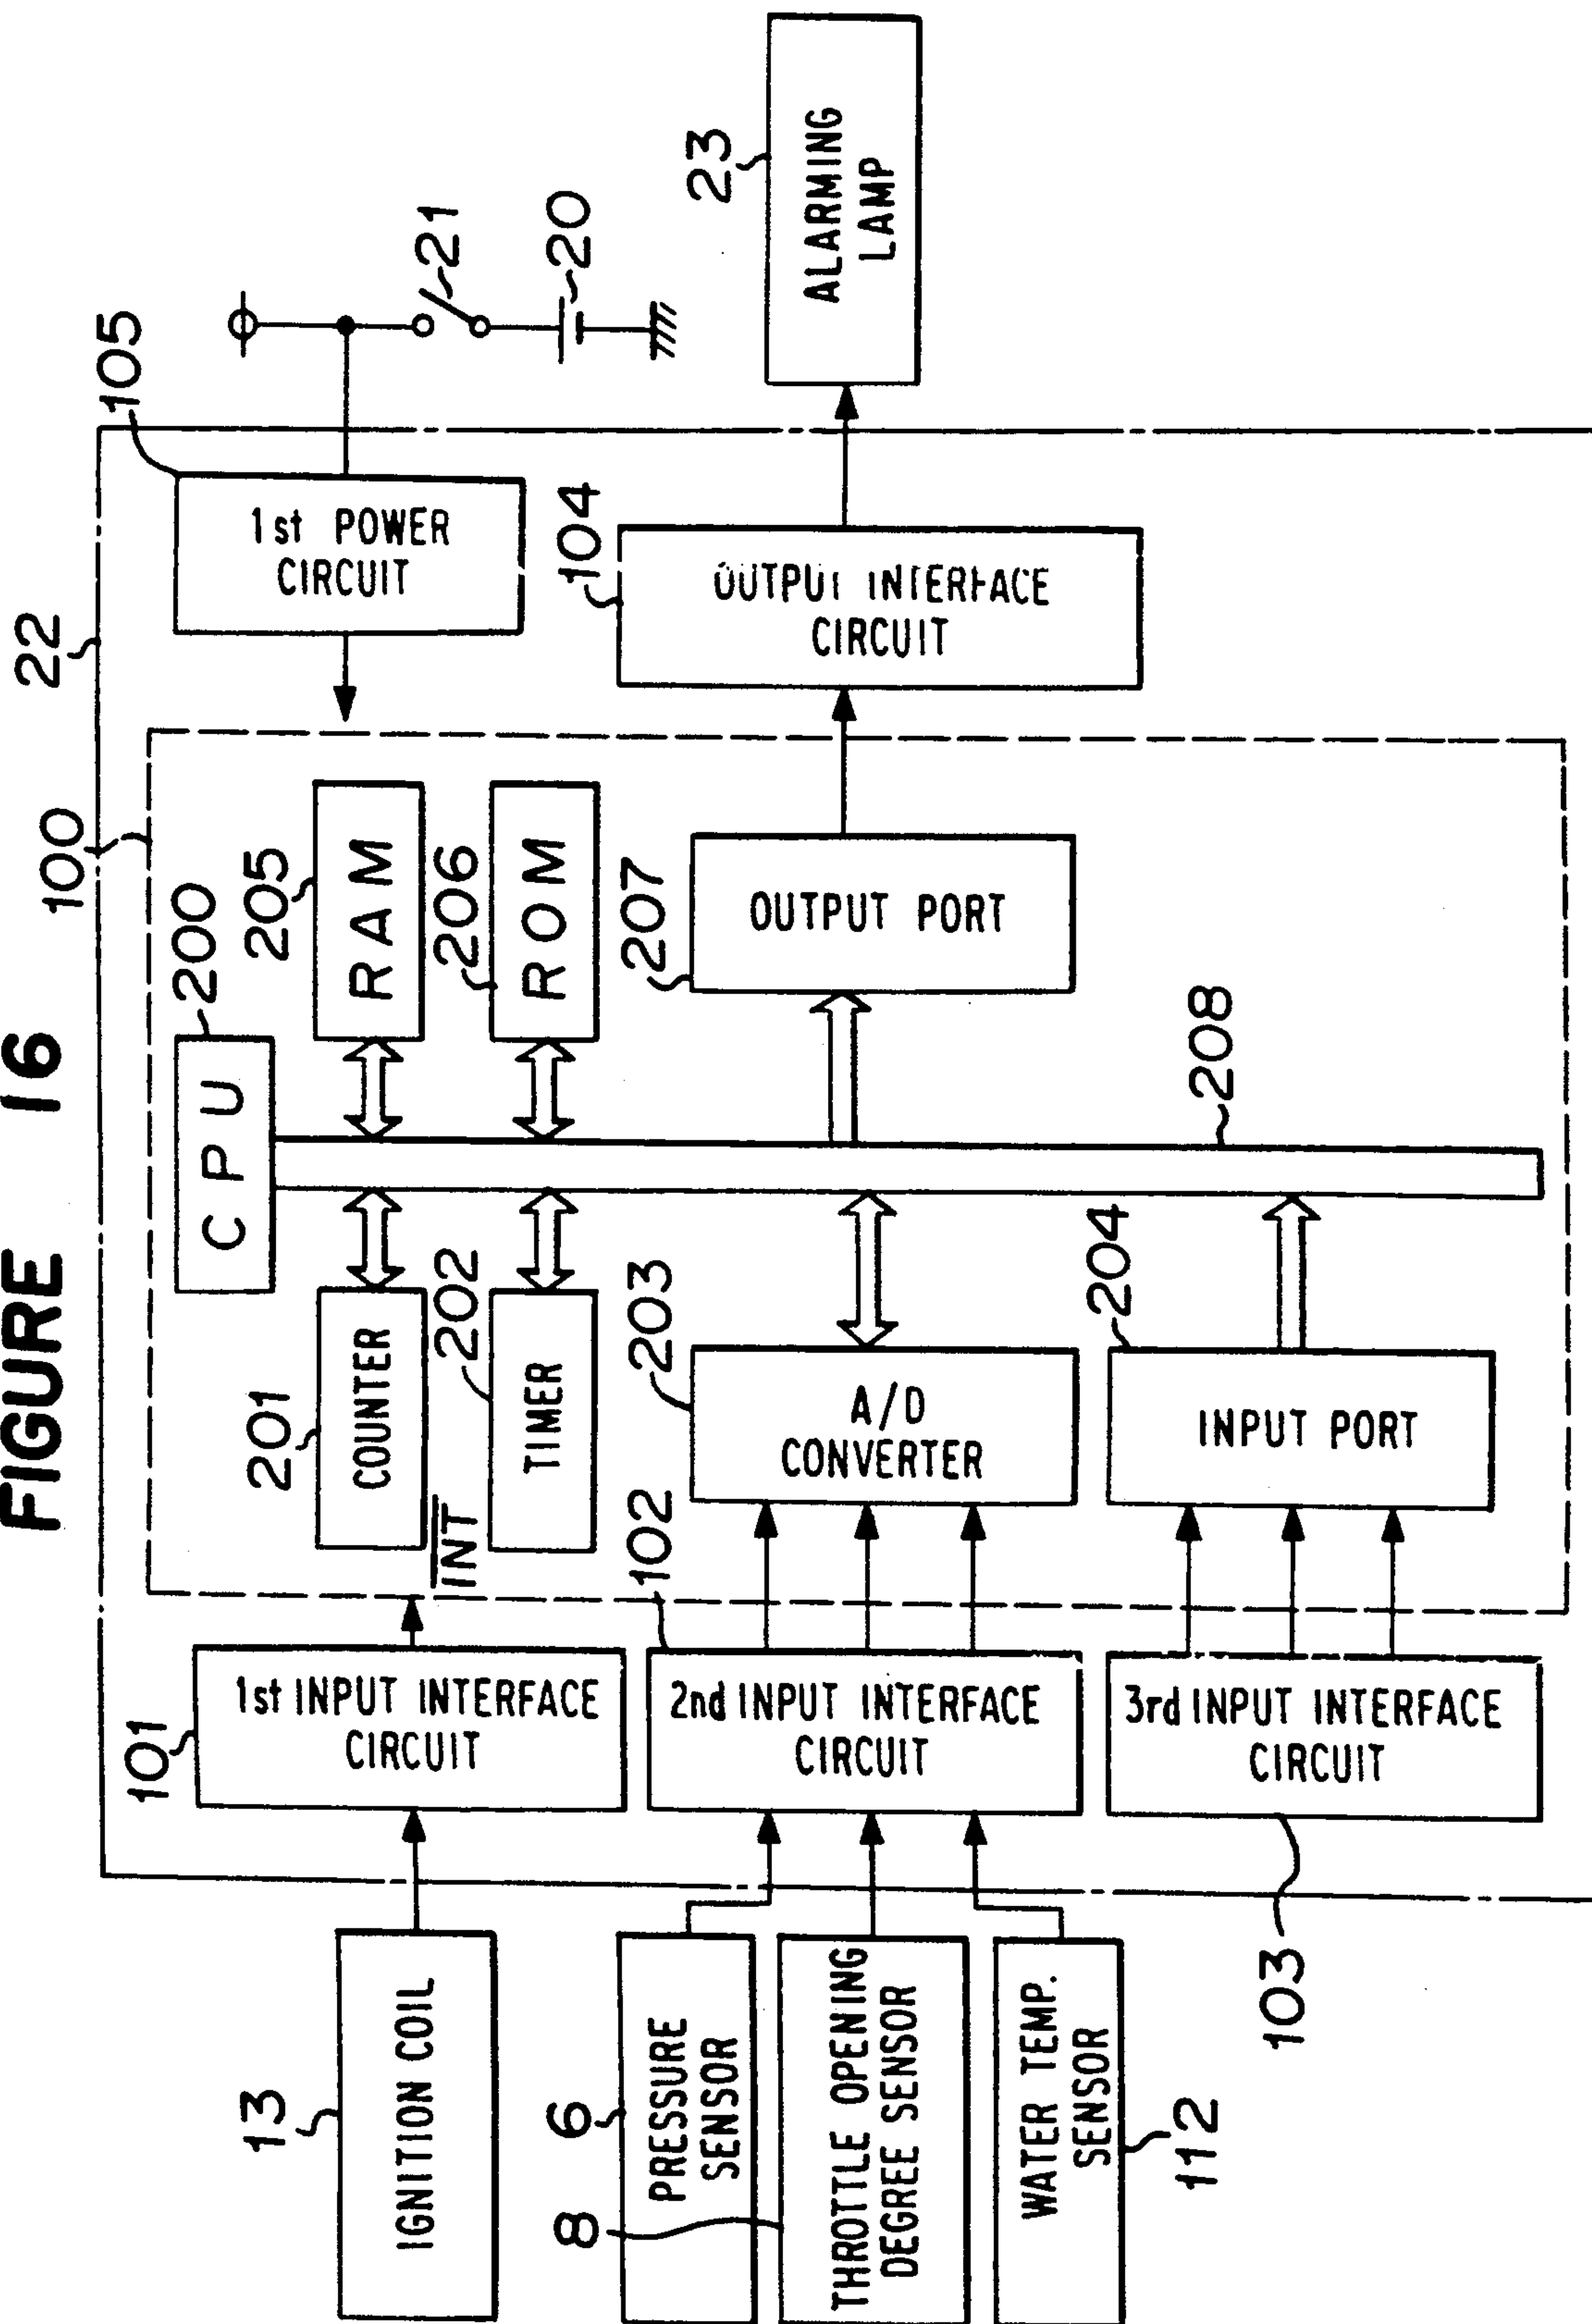 FIGURE 16
22
100
105
1st POWER
CIRCUIT
21
20
200
CPU
201
COUNTER
205
RAM
INT
202
TIMER
206
ROM
13
IGNITION COIL
101
1st INPUT INTERFACE
CIRCUIT
6
PRESSURE
SENSOR
8
THROTTLE OPENING
DEGREE SENSOR
WATER TEMP.
SENSOR
112
102
2nd INPUT INTERFACE
CIRCUIT
203
A/D
CONVERTER
207
OUTPUT PORT
104
OUTPUT INTERFACE
CIRCUIT
23
ALARMING
LAMP
103
3rd INPUT INTERFACE
CIRCUIT
204
INPUT PORT
208